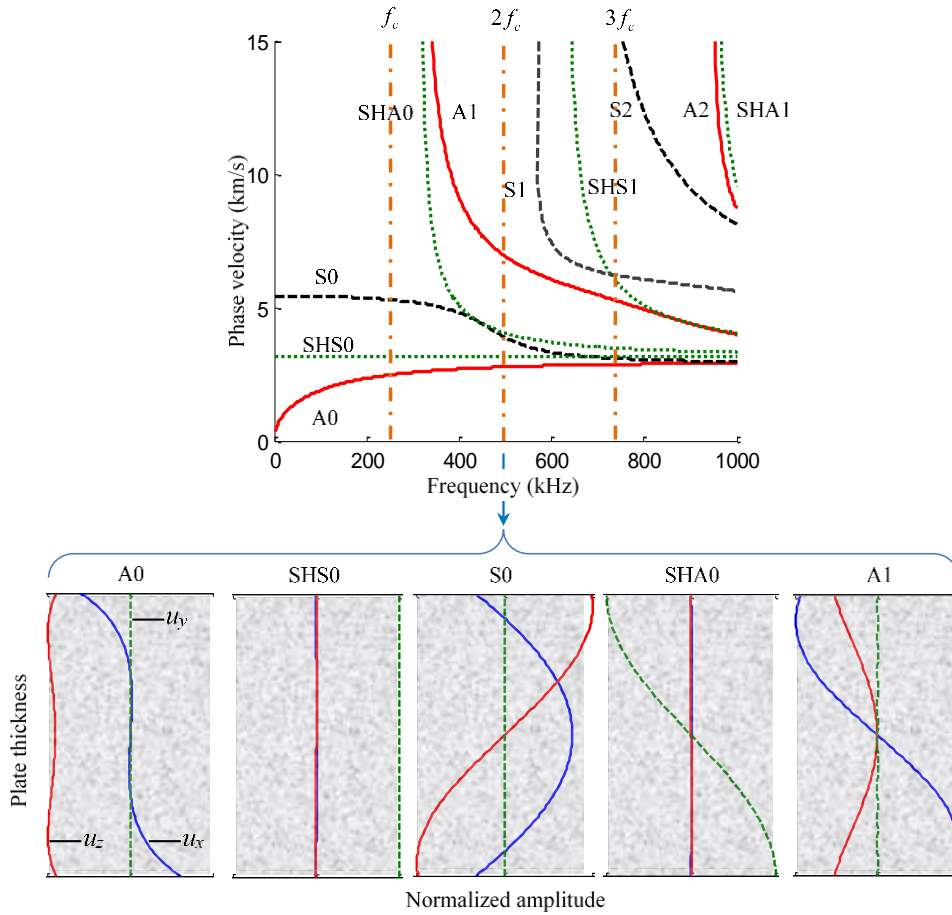 f_c 2f_c 3f_c
15
SHA0 A1 S2 A2 SHA1
10
S1 SHS1
Phase velocity (km/s)
S0
5
SHS0
A0
0
0 200 400 600 800 1000
Frequency (kHz)
A0 SHS0 S0 SHA0 A1
u_y
u_z u_x
Plate thickness
Normalized amplitude